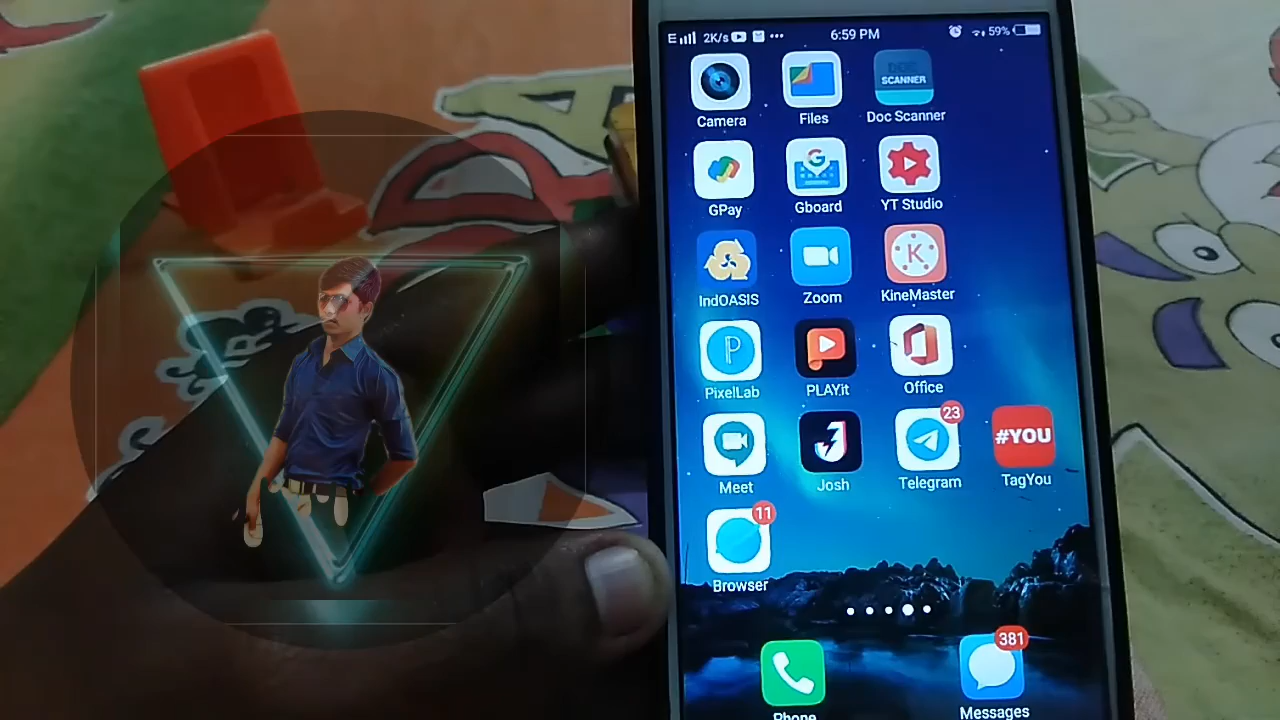 2K/s 6:59 PM 59%
DOC
SCANNER
Camera Files Doc Scanner
G
GPay Gboard YT Studio
K
IndOASIS Zoom KineMaster
P
PixelLab PLAYit Office
23
#YOU
Meet Josh Telegram TagYou
11
Browser
381
Phone Messages